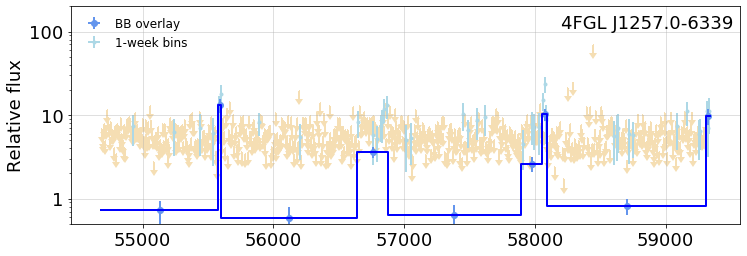 4FGL J1257.0-6339
BB overlay
1-week bins
Relative flux
100
10
1
55000 56000 57000 58000 59000